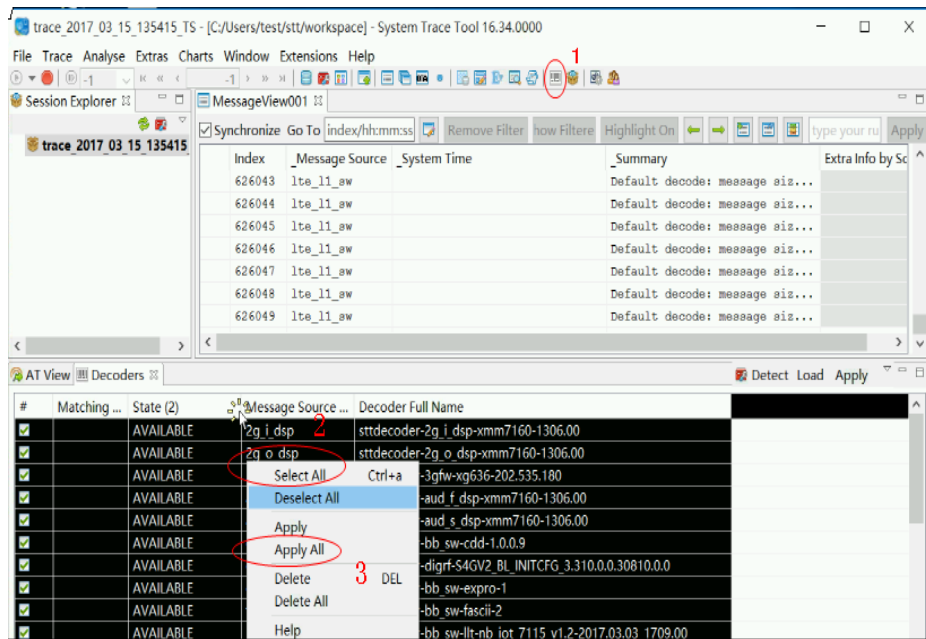 trace_2017_03_15_135415_TS - [C:/Users/test/stt/workspace] - System Trace Tool 16.34.0000
File Trace Analyse Extras Charts Window Extensions Help
1
-1 -1
Session Explorer
MessageView001
Synchronize Go To index/hh:mm:ss Remove Filter how Filtere Highlight On type your ru Apply
trace_2017_03_15_135415
Index _Message Source _System Time _Summary Extra Info by Sc
626043 lte_l1_sw Default decode: message siz...
626044 lte_l1_sw Default decode: message siz...
626045 lte_l1_sw Default decode: message siz...
626046 lte_l1_sw Default decode: message siz...
626047 lte_l1_sw Default decode: message siz...
626048 lte_l1_sw Default decode: message siz...
626049 lte_l1_sw Default decode: message siz...
AT View Decoders Detect Load Apply
# Matching ... State (2) Message Source ... Decoder Full Name
AVAILABLE 2g_i_dsp 2 sttdecoder-2g_i_dsp-xmm7160-1306.00
AVAILABLE 2g_o_dsp sttdecoder-2g_o_dsp-xmm7160-1306.00
AVAILABLE Select All Ctrl+a -3gfw-xg636-202.535.180
AVAILABLE Deselect All -aud_f_dsp-xmm7160-1306.00
AVAILABLE Apply -aud_s_dsp-xmm7160-1306.00
AVAILABLE Apply All -bb_sw-cdd-1.0.0.9
AVAILABLE -digrf-S4GV2_BL_INITCFG_3.310.0.0.30810.0.0
AVAILABLE Delete 3 DEL -bb_sw-expro-1
AVAILABLE Delete All -bb_sw-fascii-2
AVAILABLE Help -bb_sw-llt-nb_iot_7115_v1.2-2017.03.03_1709.00